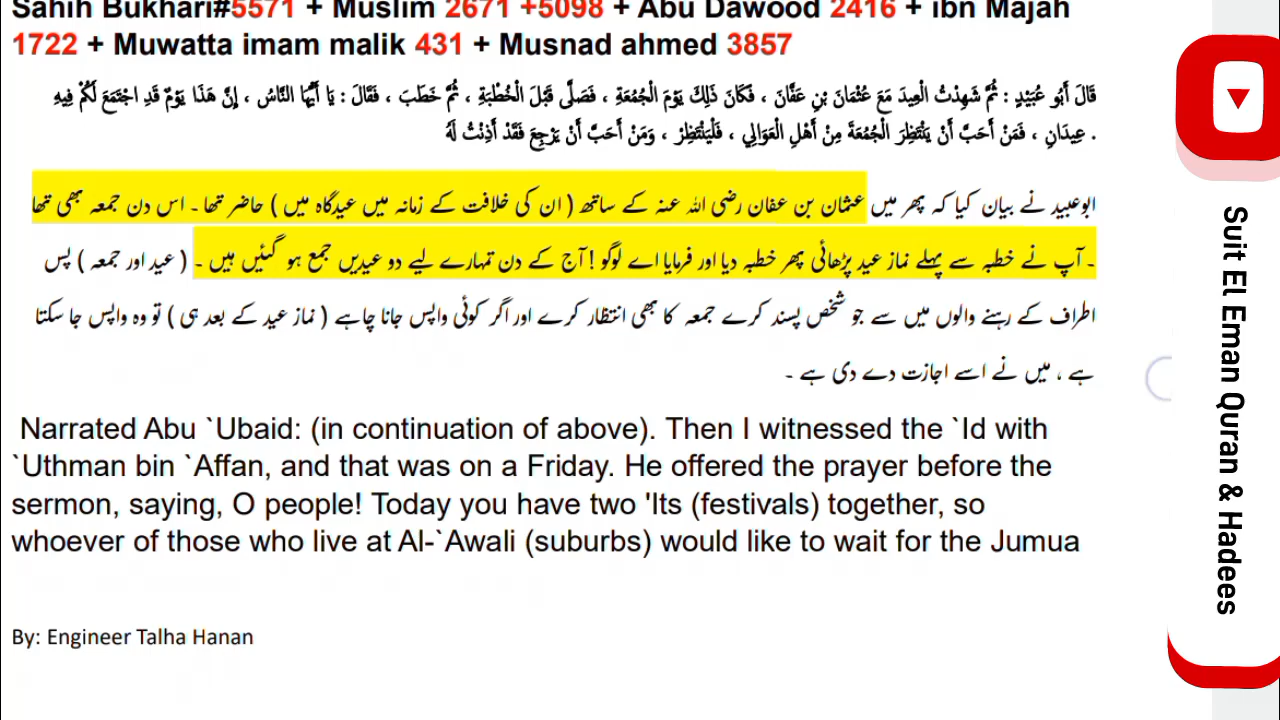 Sahih Bukhari#5571 + Muslim 2671 +5098 + Abu Dawood 2416 + ibn Majah
1722 + Muwatta imam malik 431 + Musnad ahmed 3857
قَالَ أَبُو عُبَيْدٍ : ثُمَّ شَهِدْتُ الْعِيدَ مَعَ عُثْمَانَ بْنِ عَفَّانَ ، فَكَانَ ذَلِكَ يَوْمَ الْجُمُعَةِ ، فَصَلَّى قَبْلَ الْخُطْبَةِ ، ثُمَّ خَطَبَ ، فَقَالَ : يَا أَيُّهَا النَّاسُ ، إِنَّ هَذَا يَوْمٌ قَدِ اجْتَمَعَ لَكُمْ فِيهِ
عِيدَانِ ، فَمَنْ أَحَبَّ أَنْ يَنْتَظِرَ الْجُمُعَةَ مِنْ أَهْلِ الْعَوَالِي ، فَلْيَنْتَظِرْ ، وَمَنْ أَحَبَّ أَنْ يَرْجِعَ فَقَدْ أَذِنْتُ لَهُ .
ابوعبید نے بیان کیا کہ پھر میں عثمان بن عفان رضی اللہ عنہ کے ساتھ ( ان کی خلافت کے زمانہ میں عیدگاہ میں ) حاضر تھا ۔ اس دن جمعہ بھی تھا
۔ آپ نے خطبہ سے پہلے نماز عید پڑھائی پھر خطبہ دیا اور فرمایا اے لوگو ! آج کے دن تمہارے لیے دو عیدیں جمع ہو گئیں ہیں ۔ ( عید اور جمعہ ) پس
اطراف کے رہنے والوں میں سے جو شخص پسند کرے جمعہ کا بھی انتظار کرے اور اگر کوئی واپس جانا چاہے ( نماز عید کے بعد ہی ) تو وہ واپس جا سکتا
ہے ، میں نے اسے اجازت دے دی ہے ۔
Narrated Abu `Ubaid: (in continuation of above). Then I witnessed the `Id with
`Uthman bin `Affan, and that was on a Friday. He offered the prayer before the
sermon, saying, O people! Today you have two 'Its (festivals) together, so
whoever of those who live at Al-`Awali (suburbs) would like to wait for the Jumua
By: Engineer Talha Hanan
Suit El Eman Quran & Hadees